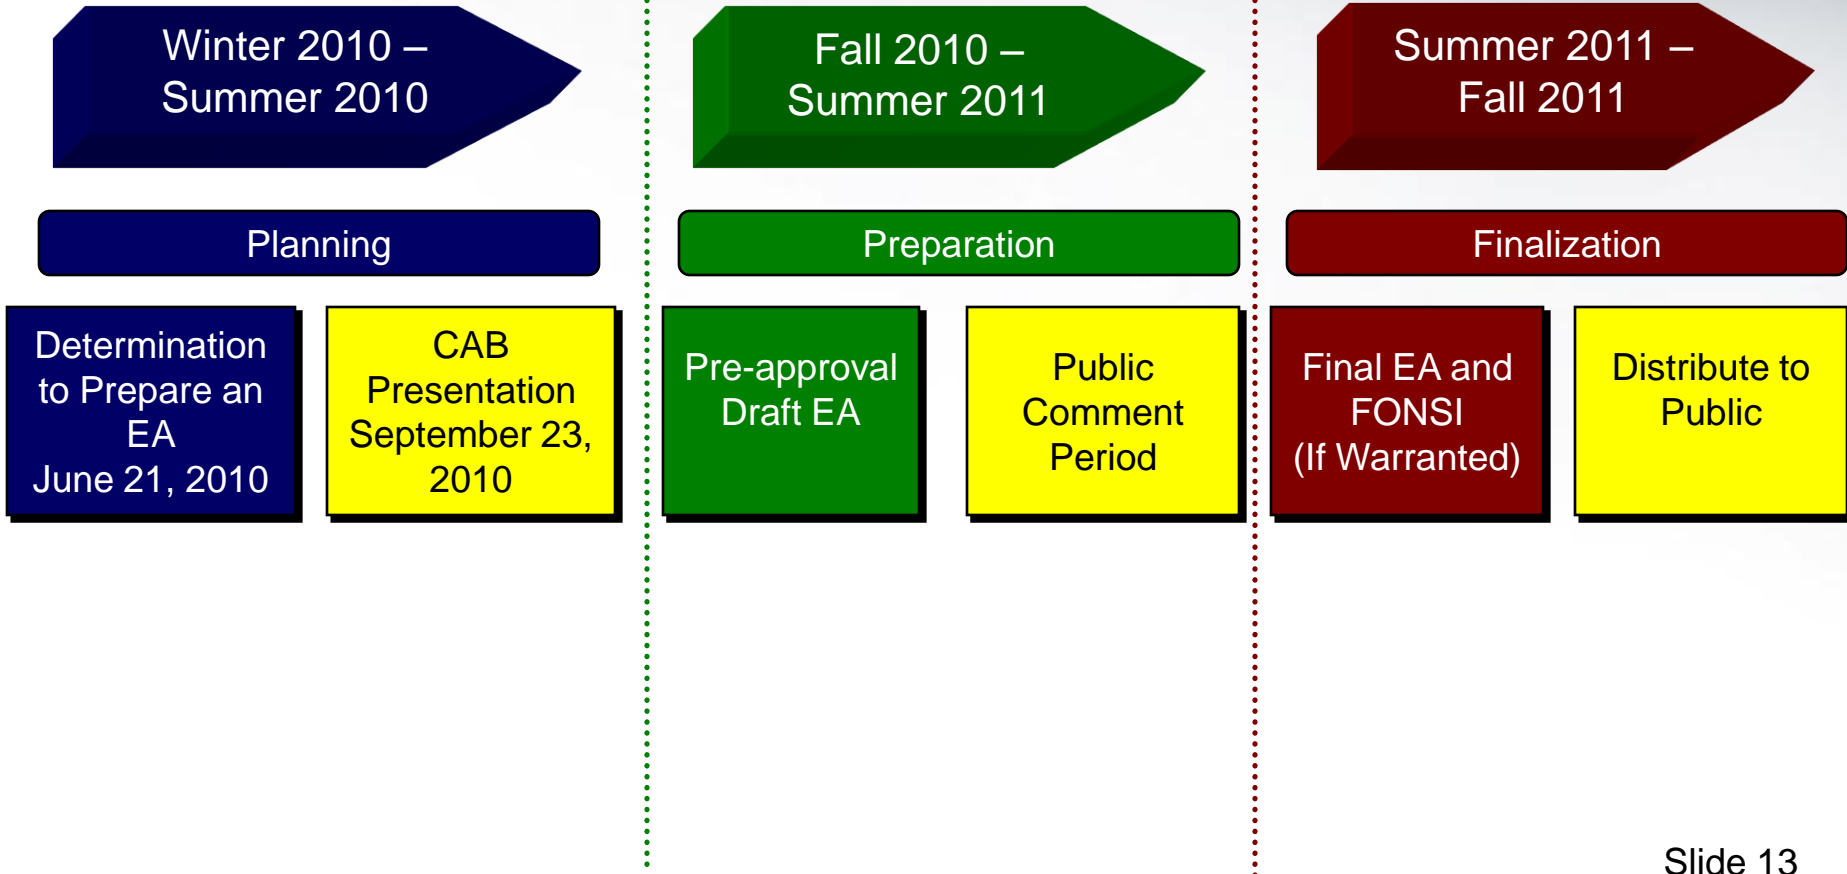 Winter 2010 –
Summer 2010
Fall 2010 –
Summer 2011
Summer 2011 –
Fall 2011
Planning
Preparation
Finalization
Determination
to Prepare an
EA
June 21, 2010
CAB
Presentation
September 23,
2010
Pre-approval
Draft EA
Public
Comment
Period
Final EA and
FONSI
(If Warranted)
Distribute to
Public
Slide 13